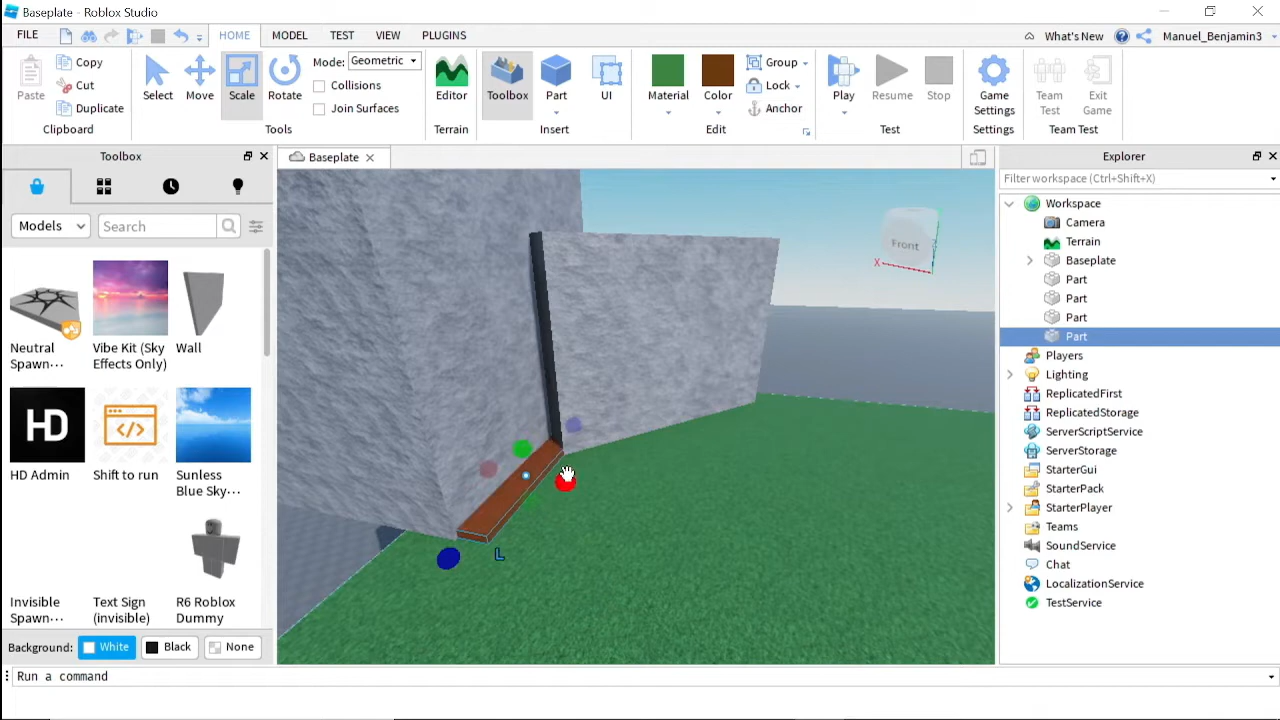 Baseplate - Roblox Studio
FILE HOME MODEL TEST VIEW PLUGINS What's New Manuel_Benjamin3
Paste Copy Cut Duplicate Clipboard
Select Move Scale Rotate Mode: Geometric Collisions Join Surfaces Tools
Editor Terrain
Toolbox Part UI Insert
Material Color Group Lock Anchor Edit
Play Resume Stop Test
Game Settings Settings
Team Test Exit Game Team Test
Toolbox
Models Search
Neutral Spawn···
Vibe Kit (Sky Effects Only)
Wall
HD
HD Admin
Shift to run
Sunless Blue Sky···
Invisible Spawn···
Text Sign (invisible)
R6 Roblox Dummy
Background: White Black None
Baseplate
Front
X
L
Explorer
Filter workspace (Ctrl+Shift+X)
Workspace
Camera
Terrain
Baseplate
Part
Part
Part
Part
Players
Lighting
ReplicatedFirst
ReplicatedStorage
ServerScriptService
ServerStorage
StarterGui
StarterPack
StarterPlayer
Teams
SoundService
Chat
LocalizationService
TestService
Run a command